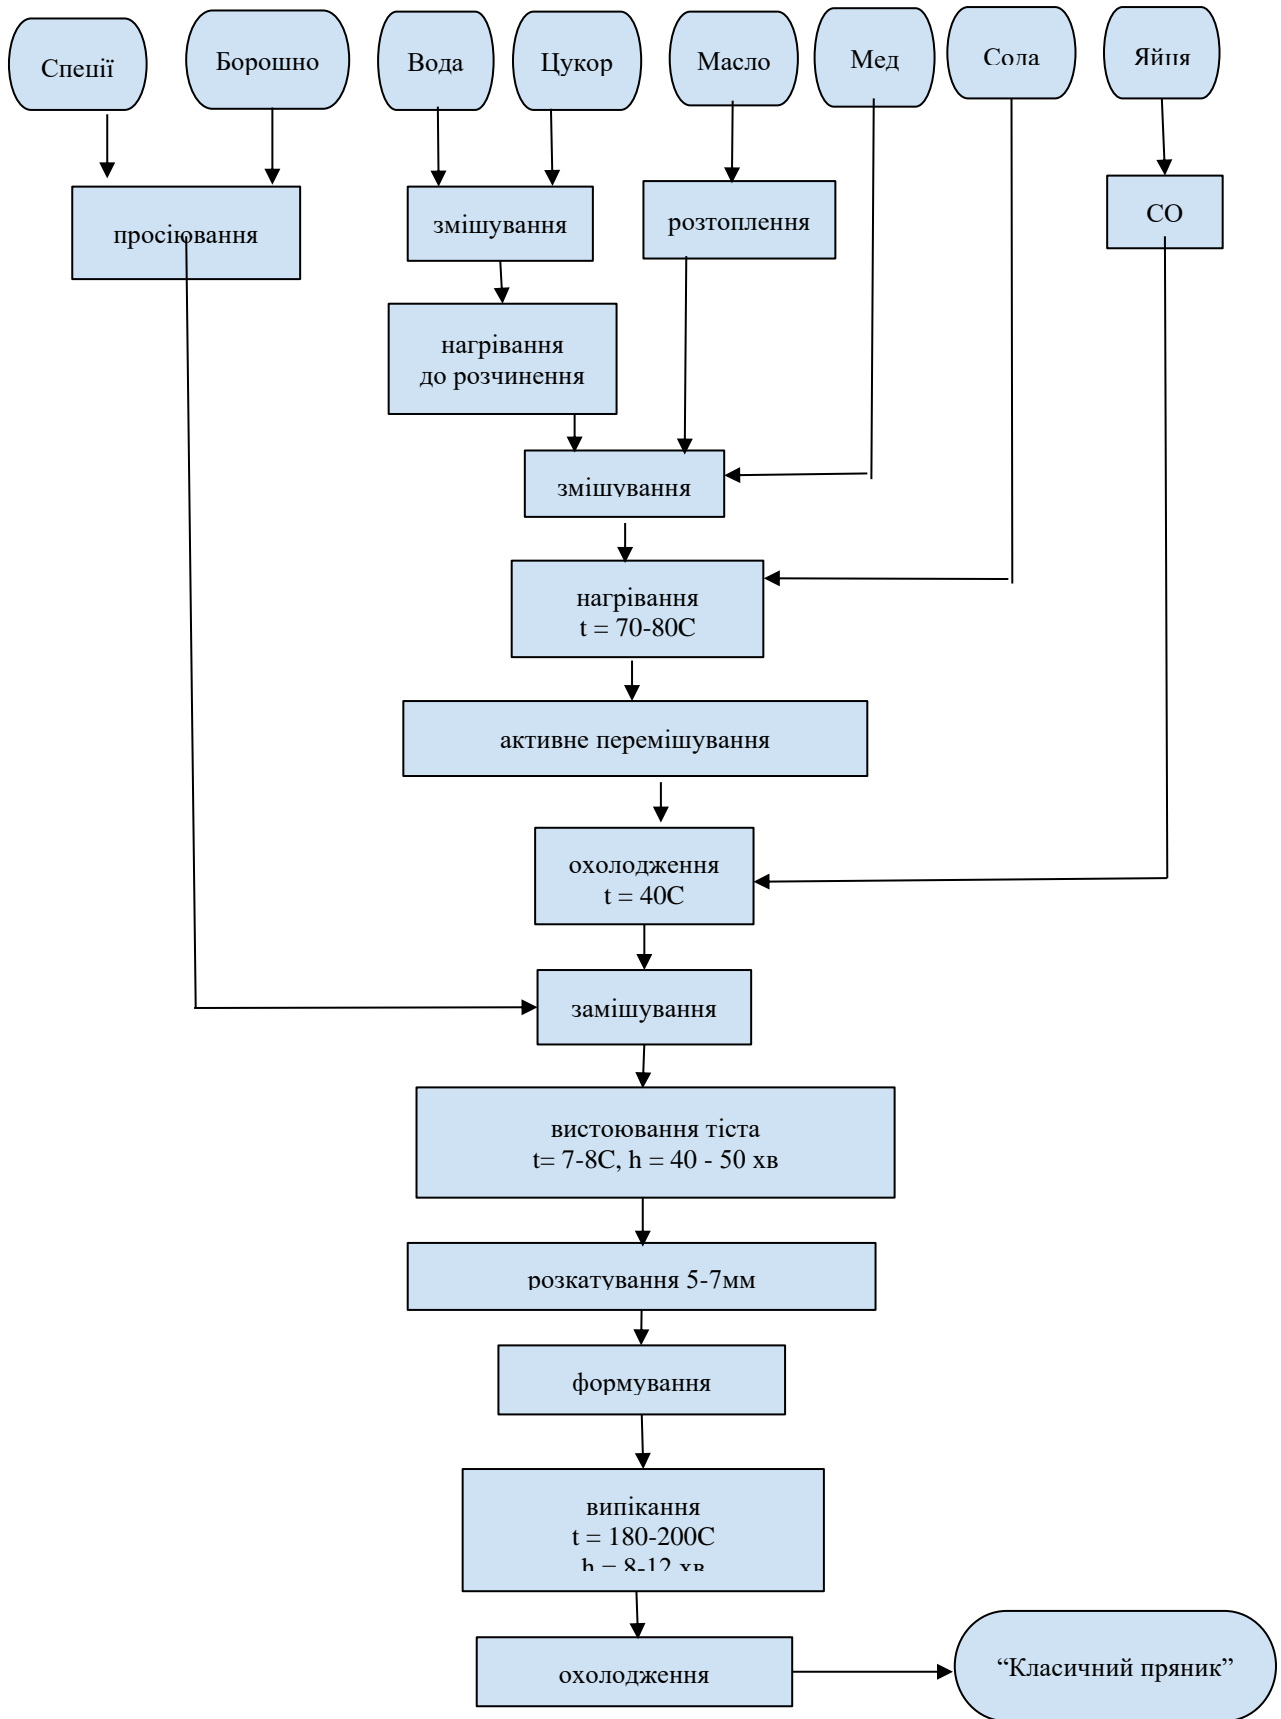 Спеції
Борошно
Вода
Цукор
Масло
Мед
Сода
Яйця
просіювання
змішування
розтоплення
СО
нагрівання
до розчинення
змішування
нагрівання
t = 70-80С
активне перемішування
охолодження
t = 40С
замішування
вистоювання тіста
t= 7-8С, h = 40 - 50 хв
розкатування 5-7мм
формування
випікання
t = 180-200С
h = 8-12 хв
охолодження
“Класичний пряник”